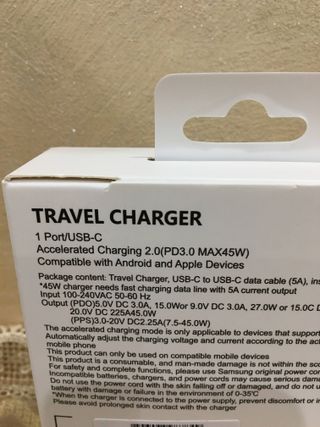 TRAVEL CHARGER
1 Port/USB-C
Accelerated Charging 2.0(PD3.0 MAX45W)
Compatible with Android and Apple Devices
Package content: Travel Charger, USB-C to USB-C data cable (5A), ins
*45W charger needs fast charging data line with 5A current output
Input 100-240VAC 50-60 Hz
Output (PDO)5.0V DC 3.0A, 15.0Wor 9.0V DC 3.0A, 27.0W or 15.0C D
20.0V DC 225A45.0W
(PPS)3.0-20V DC2.25A(7.5-45.0W)
The accelerated charging mode is only applicable to devices that support
Automatically adjust the charging voltage and current according to the act
mobile phone
This product can only be used on compatible mobile devices
This product is a consumable, and man-made damage is not within the sco
For safety and complete functions, please use Samsung original power cor
Incompatible batteries, chargers, and power cords may cause serious dam
Do not use the power cord with the skin falling off or damaged, and do not u
battery with damage or failure in the environment of 0-35°C
*When the charger is connected to the power supply, prevent discomfort or i
Please avoid prolonged skin contact with the charger